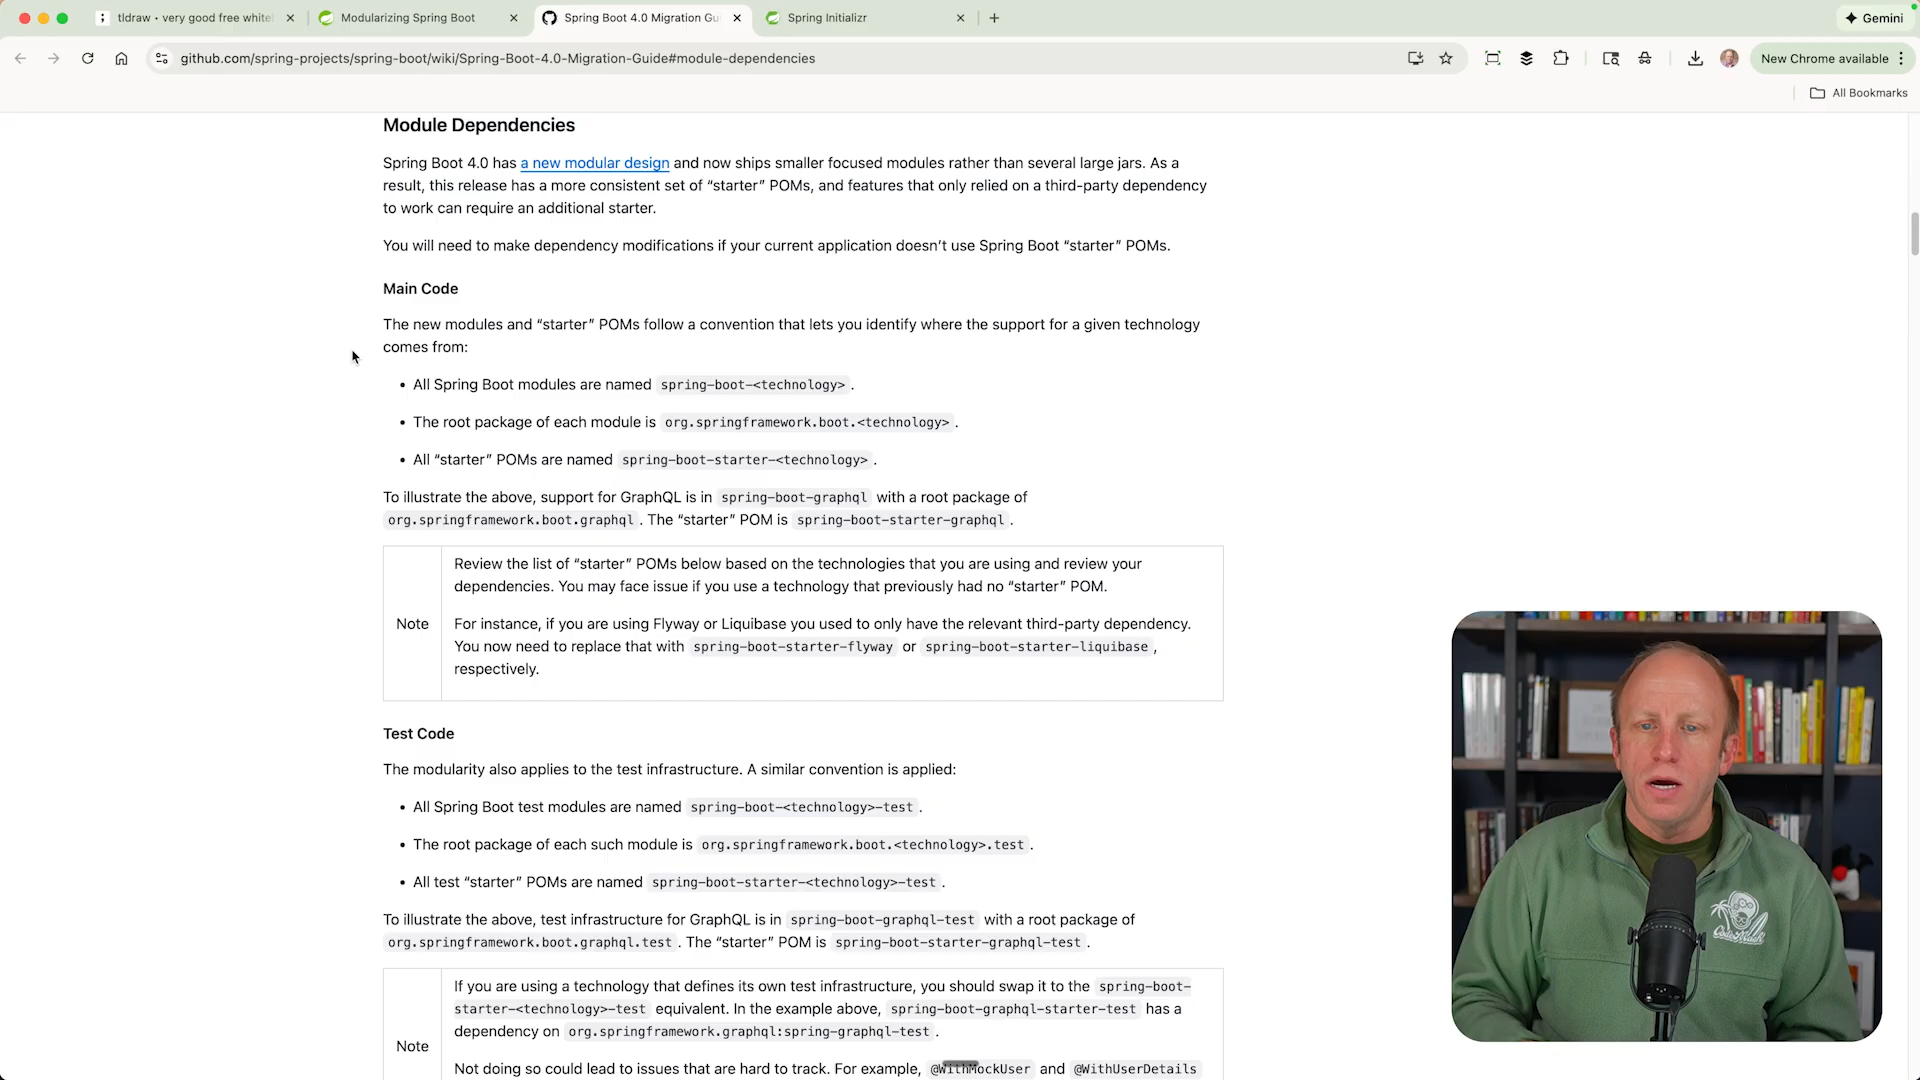 tldraw • very good free white
Modularizing Spring Boot
Spring Boot 4.0 Migration Gu
Spring Initializr
Gemini
github.com/spring-projects/spring-boot/wiki/Spring-Boot-4.0-Migration-Guide#module-dependencies
New Chrome available
All Bookmarks
Module Dependencies
Spring Boot 4.0 has a new modular design and now ships smaller focused modules rather than several large jars. As a
result, this release has a more consistent set of “starter” POMs, and features that only relied on a third-party dependency
to work can require an additional starter.
You will need to make dependency modifications if your current application doesn’t use Spring Boot “starter” POMs.
Main Code
The new modules and “starter” POMs follow a convention that lets you identify where the support for a given technology
comes from:
• All Spring Boot modules are named spring-boot-<technology> .
• The root package of each module is org.springframework.boot.<technology> .
• All “starter” POMs are named spring-boot-starter-<technology> .
To illustrate the above, support for GraphQL is in spring-boot-graphql with a root package of
org.springframework.boot.graphql . The “starter” POM is spring-boot-starter-graphql .
Note
Review the list of “starter” POMs below based on the technologies that you are using and review your
dependencies. You may face issue if you use a technology that previously had no “starter” POM.
For instance, if you are using Flyway or Liquibase you used to only have the relevant third-party dependency.
You now need to replace that with spring-boot-starter-flyway or spring-boot-starter-liquibase ,
respectively.
Test Code
The modularity also applies to the test infrastructure. A similar convention is applied:
• All Spring Boot test modules are named spring-boot-<technology>-test .
• The root package of each such module is org.springframework.boot.<technology>.test .
• All test “starter” POMs are named spring-boot-starter-<technology>-test .
To illustrate the above, test infrastructure for GraphQL is in spring-boot-graphql-test with a root package of
org.springframework.boot.graphql.test . The “starter” POM is spring-boot-starter-graphql-test .
Note
If you are using a technology that defines its own test infrastructure, you should swap it to the spring-boot-
starter-<technology>-test equivalent. In the example above, spring-boot-graphql-starter-test has a
dependency on org.springframework.graphql:spring-graphql-test .
Not doing so could lead to issues that are hard to track. For example, @WithMockUser and @WithUserDetails
CodeMash